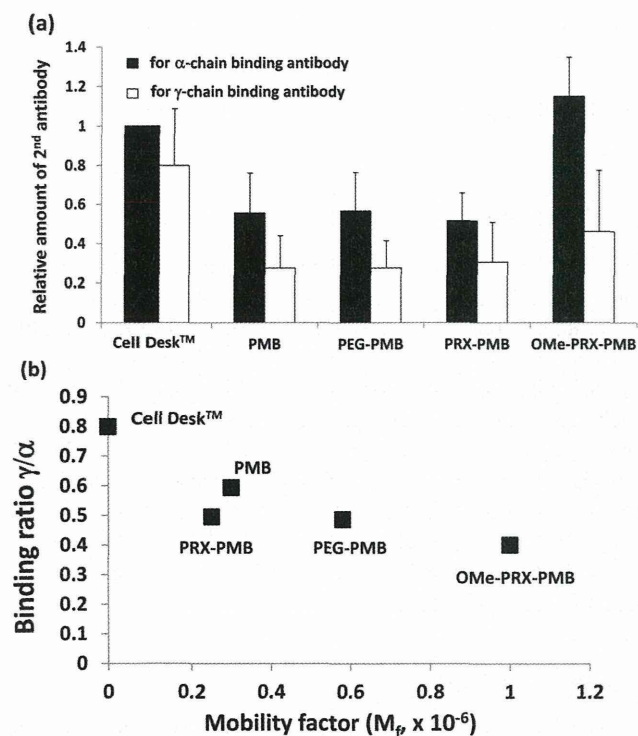 (a)
Relative amount of 2nd antibody
1.4
1.2
1
0.8
0.6
0.4
0.2
0
for α-chain binding antibody
for γ-chain binding antibody
Cell Desk™ PMB PEG-PMB PRX-PMB OMe-PRX-PMB
(b)
Binding ratio γ/α
0.9
0.8
0.7
0.6
0.5
0.4
0.3
0.2
0.1
0
Cell Desk™
PMB
PRX-PMB
PEG-PMB
OMe-PRX-PMB
0 0.2 0.4 0.6 0.8 1 1.2
Mobility factor (Mf, x 10-6)